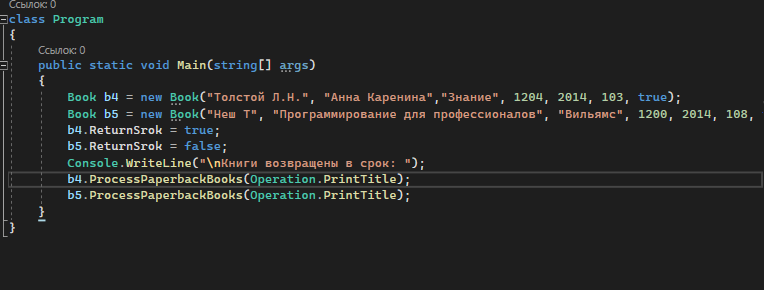 Ссылок: 0
class Program
{
Ссылок: 0
public static void Main(string[] args)
{
Book b4 = new Book("Толстой Л.Н.", "Анна Каренина","Знание", 1204, 2014, 103, true);
Book b5 = new Book("Неш Т", "Программирование для профессионалов", "Вильямс", 1200, 2014, 108,
b4.ReturnSrok = true;
b5.ReturnSrok = false;
Console.WriteLine("\nКниги возвращены в срок: ");
b4.ProcessPaperbackBooks(Operation.PrintTitle);
b5.ProcessPaperbackBooks(Operation.PrintTitle);
}
}